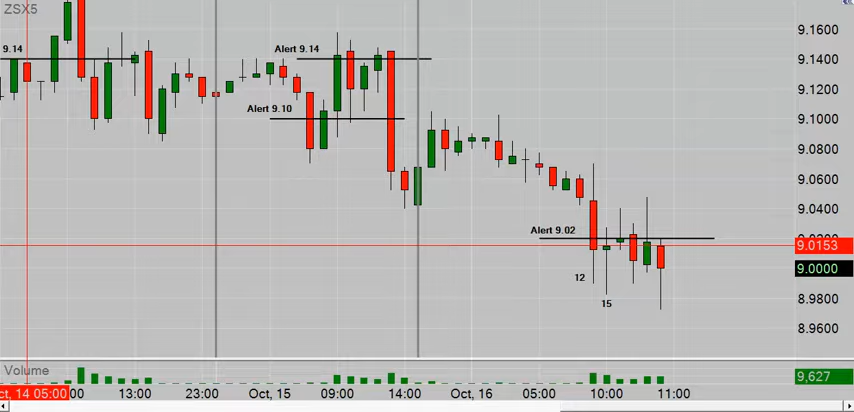 ZSX5
9.14
Alert 9.14
Alert 9.10
Alert 9.02
12
15
9.1600
9.1400
9.1200
9.1000
9.0800
9.0600
9.0400
9.0153
9.0000
8.9800
8.9600
Volume
9,627
ct, 14 05:00 00 13:00 23:00 Oct, 15 09:00 14:00 Oct, 16 05:00 10:00 11:00